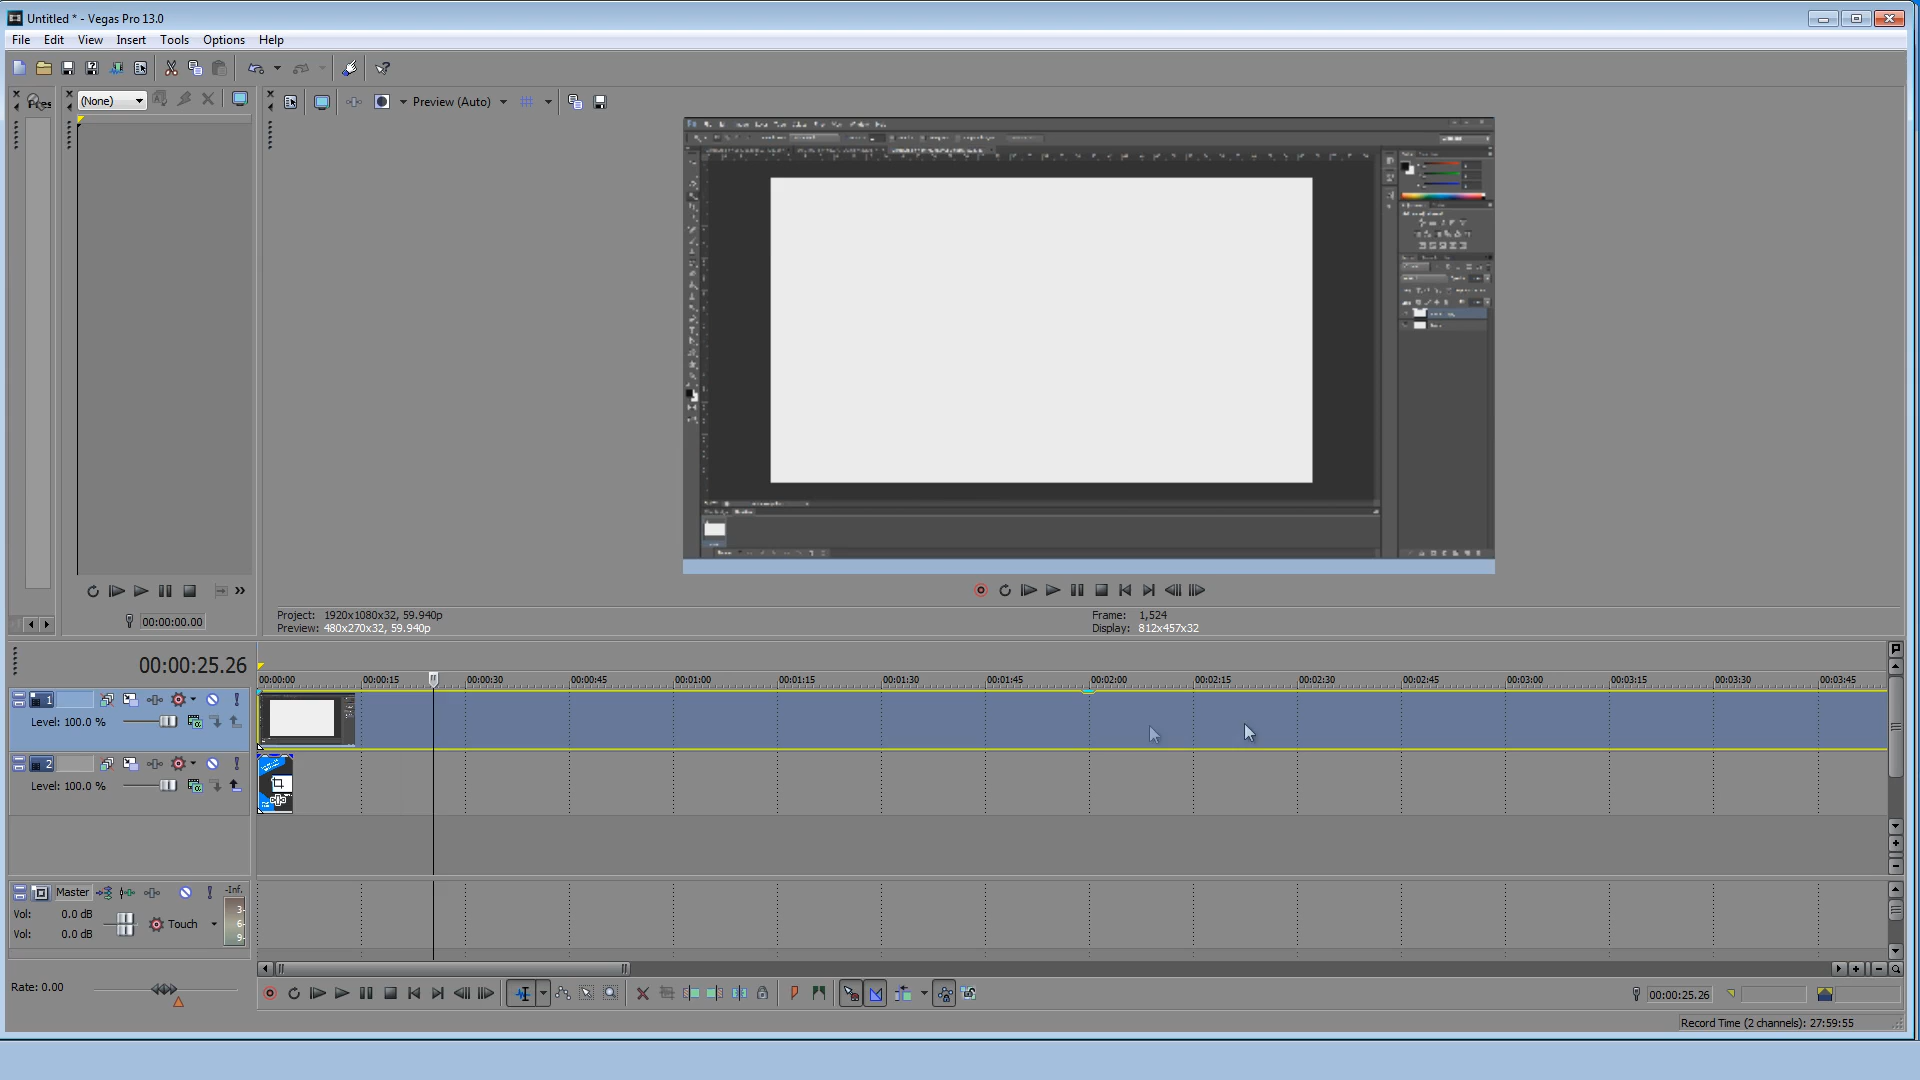 Untitled * - Vegas Pro 13.0
File Edit View Insert Tools Options Help
(None)
Preview (Auto)
00:00:00.00
Project: 1920x1080x32, 59.940p
Preview: 480x270x32, 59.940p
Frame: 1,524
Display: 812x457x32
00:00:25.26
00:00:00 00:00:15 00:00:30 00:00:45 00:01:00 00:01:15 00:01:30 00:01:45 00:02:00 00:02:15 00:02:30 00:02:45 00:03:00 00:03:15 00:03:30 00:03:45
1
Level: 100.0 %
2
Level: 100.0 %
Master
-Inf.
Vol: 0.0 dB
Touch
Vol: 0.0 dB
3
6
9
Rate: 0.00
00:00:25.26
Record Time (2 channels): 27:59:55